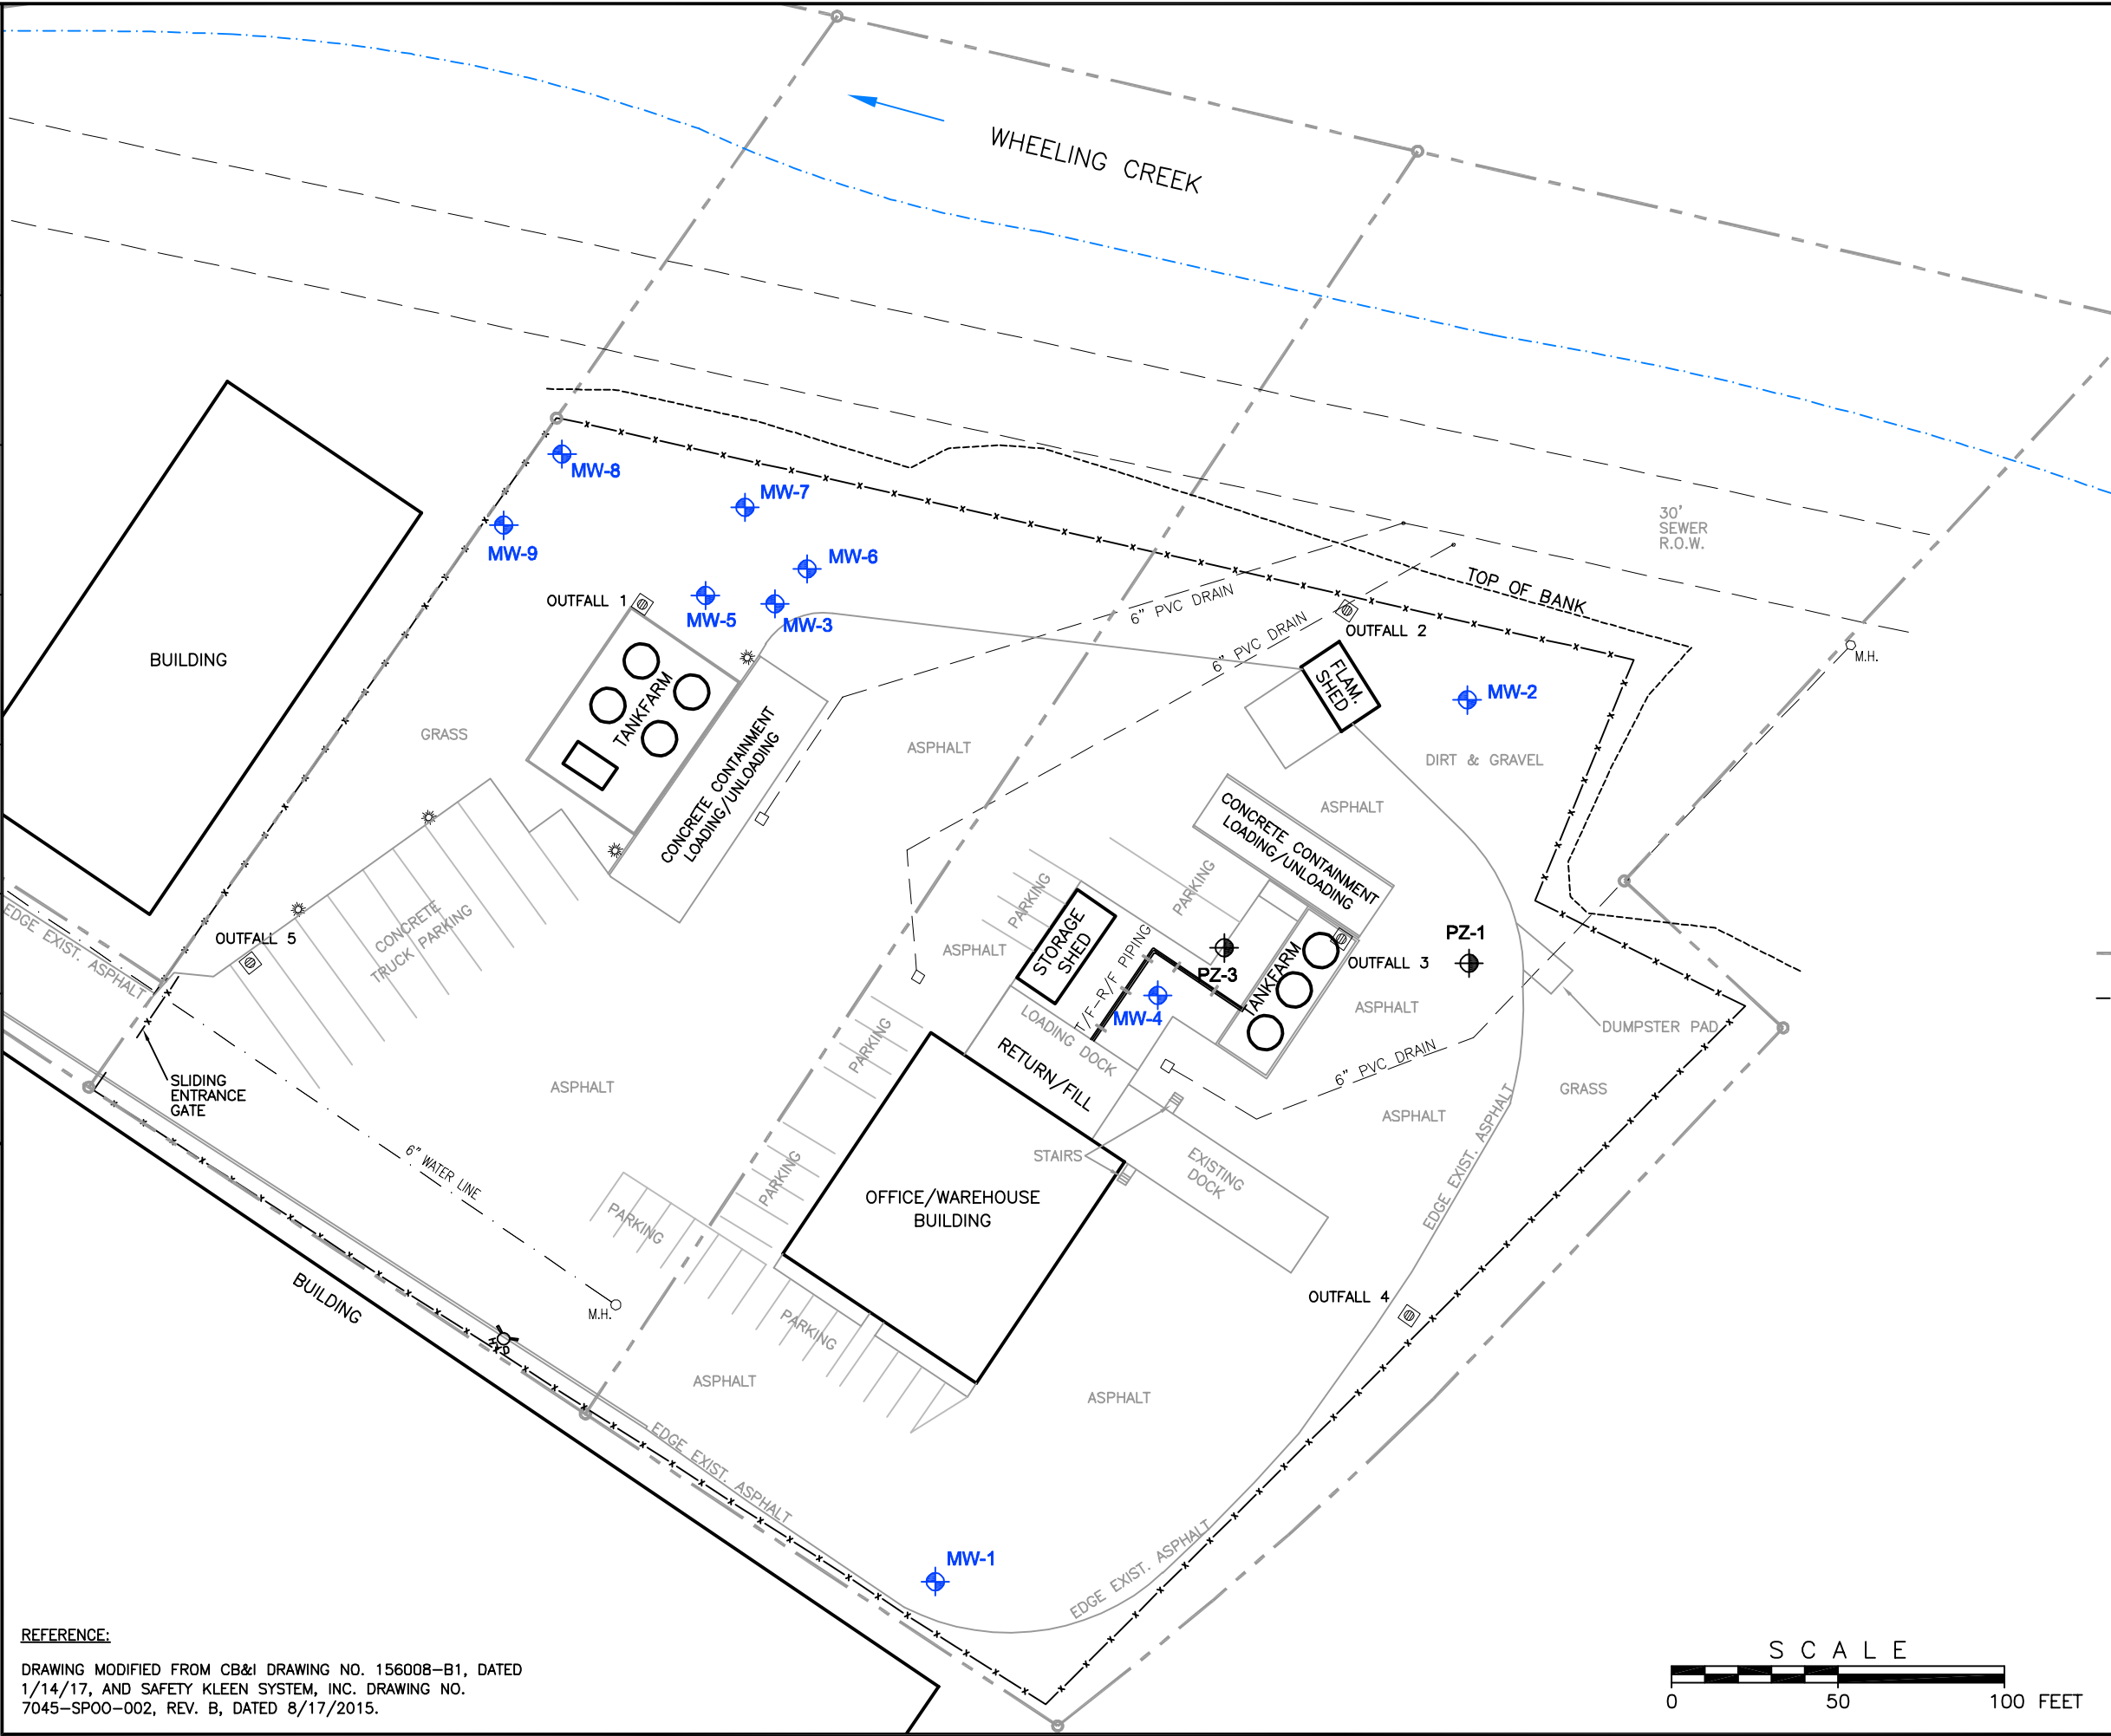 WHEELING CREEK
MW-8
MW-7
MW-9
MW-6
30'
SEWER
R.O.W.
TOP OF BANK
OUTFALL 1
MW-5
MW-3
6" PVC DRAIN
6" PVC DRAIN
OUTFALL 2
M.H.
BUILDING
FLAM.
SHED
MW-2
TANKFARM
GRASS
ASPHALT
DIRT & GRAVEL
CONCRETE CONTAINMENT
LOADING/UNLOADING
ASPHALT
CONCRETE CONTAINMENT
LOADING/UNLOADING
PARKING
PARKING
EDGE EXIST. ASPHALT
OUTFALL 5
CONCRETE
TRUCK PARKING
ASPHALT
STORAGE
SHED
T/F-R/F PIPING
PZ-3
TANKFARM
OUTFALL 3
PZ-1
MW-4
ASPHALT
LOADING DOCK
DUMPSTER PAD
PARKING
RETURN/FILL
6" PVC DRAIN
SLIDING
ENTRANCE
GATE
ASPHALT
GRASS
ASPHALT
6" WATER LINE
STAIRS
EXISTING
DOCK
EDGE EXIST. ASPHALT
PARKING
PARKING
OFFICE/WAREHOUSE
BUILDING
BUILDING
M.H.
PARKING
OUTFALL 4
HYD
ASPHALT
ASPHALT
EDGE EXIST. ASPHALT
MW-1
EDGE EXIST. ASPHALT
REFERENCE:
DRAWING MODIFIED FROM CB&I DRAWING NO. 156008-B1, DATED
1/14/17, AND SAFETY KLEEN SYSTEM, INC. DRAWING NO.
7045-SPOO-002, REV. B, DATED 8/17/2015.
SCALE
0 50 100 FEET